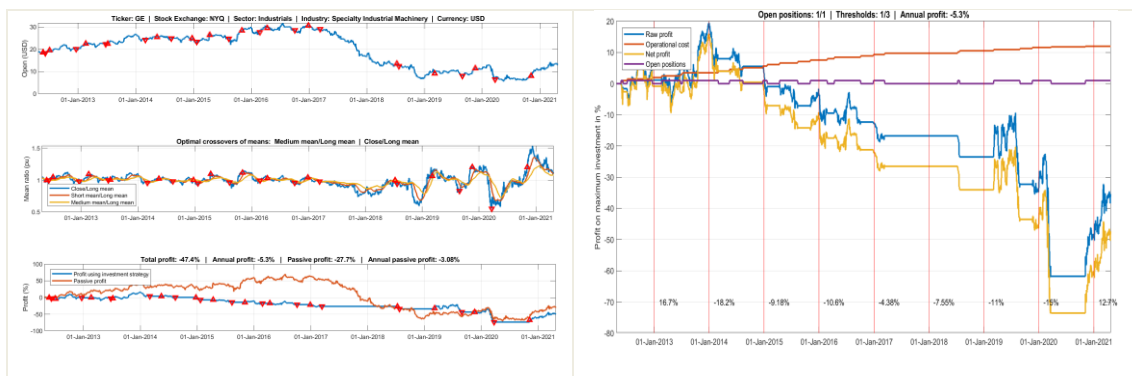 Ticker: GE | Stock Exchange: NYQ | Sector: Industrials | Industry: Specialty Industrial Machinery | Currency: USD
Open (USD)
30
20
10
0
01-Jan-2013 01-Jan-2014 01-Jan-2015 01-Jan-2016 01-Jan-2017 01-Jan-2018 01-Jan-2019 01-Jan-2020 01-Jan-2021
Optimal crossovers of means: Medium mean/Long mean | Close/Long mean
Mean ratio (pu)
1.5
1
0.5
Close/Long mean
Short mean/Long mean
Medium mean/Long mean
01-Jan-2013 01-Jan-2014 01-Jan-2015 01-Jan-2016 01-Jan-2017 01-Jan-2018 01-Jan-2019 01-Jan-2020 01-Jan-2021
Total profit: -47.4% | Annual profit: -5.3% | Passive profit: -27.7% | Annual passive profit: -3.08%
Profit (%)
100
50
0
-50
-100
Profit using investment strategy
Passive profit
01-Jan-2013 01-Jan-2014 01-Jan-2015 01-Jan-2016 01-Jan-2017 01-Jan-2018 01-Jan-2019 01-Jan-2020 01-Jan-2021
Open positions: 1/1 | Thresholds: 1/3 | Annual profit: -5.3%
Profit on maximum investment in %
20
10
0
-10
-20
-30
-40
-50
-60
-70
-80
Raw profit
Operational cost
Net profit
Open positions
16.7% -18.2% -9.18% -10.6% -4.38% -7.55% -11% -15% 12.7%
01-Jan-2013 01-Jan-2014 01-Jan-2015 01-Jan-2016 01-Jan-2017 01-Jan-2018 01-Jan-2019 01-Jan-2020 01-Jan-2021